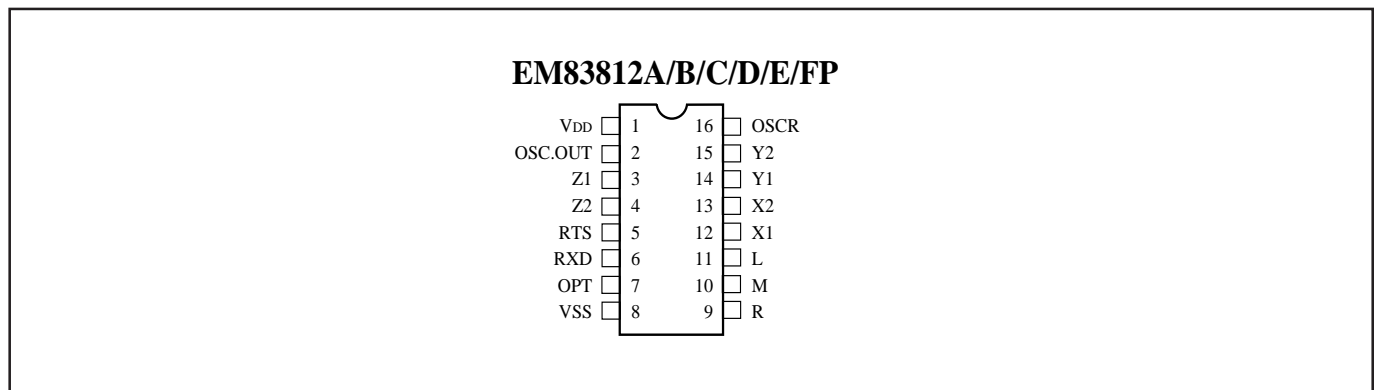 EM83812A/B/C/D/E/FP
VDD 1 16 OSCR
OSC.OUT 2 15 Y2
Z1 3 14 Y1
Z2 4 13 X2
RTS 5 12 X1
RXD 6 11 L
OPT 7 10 M
VSS 8 9 R